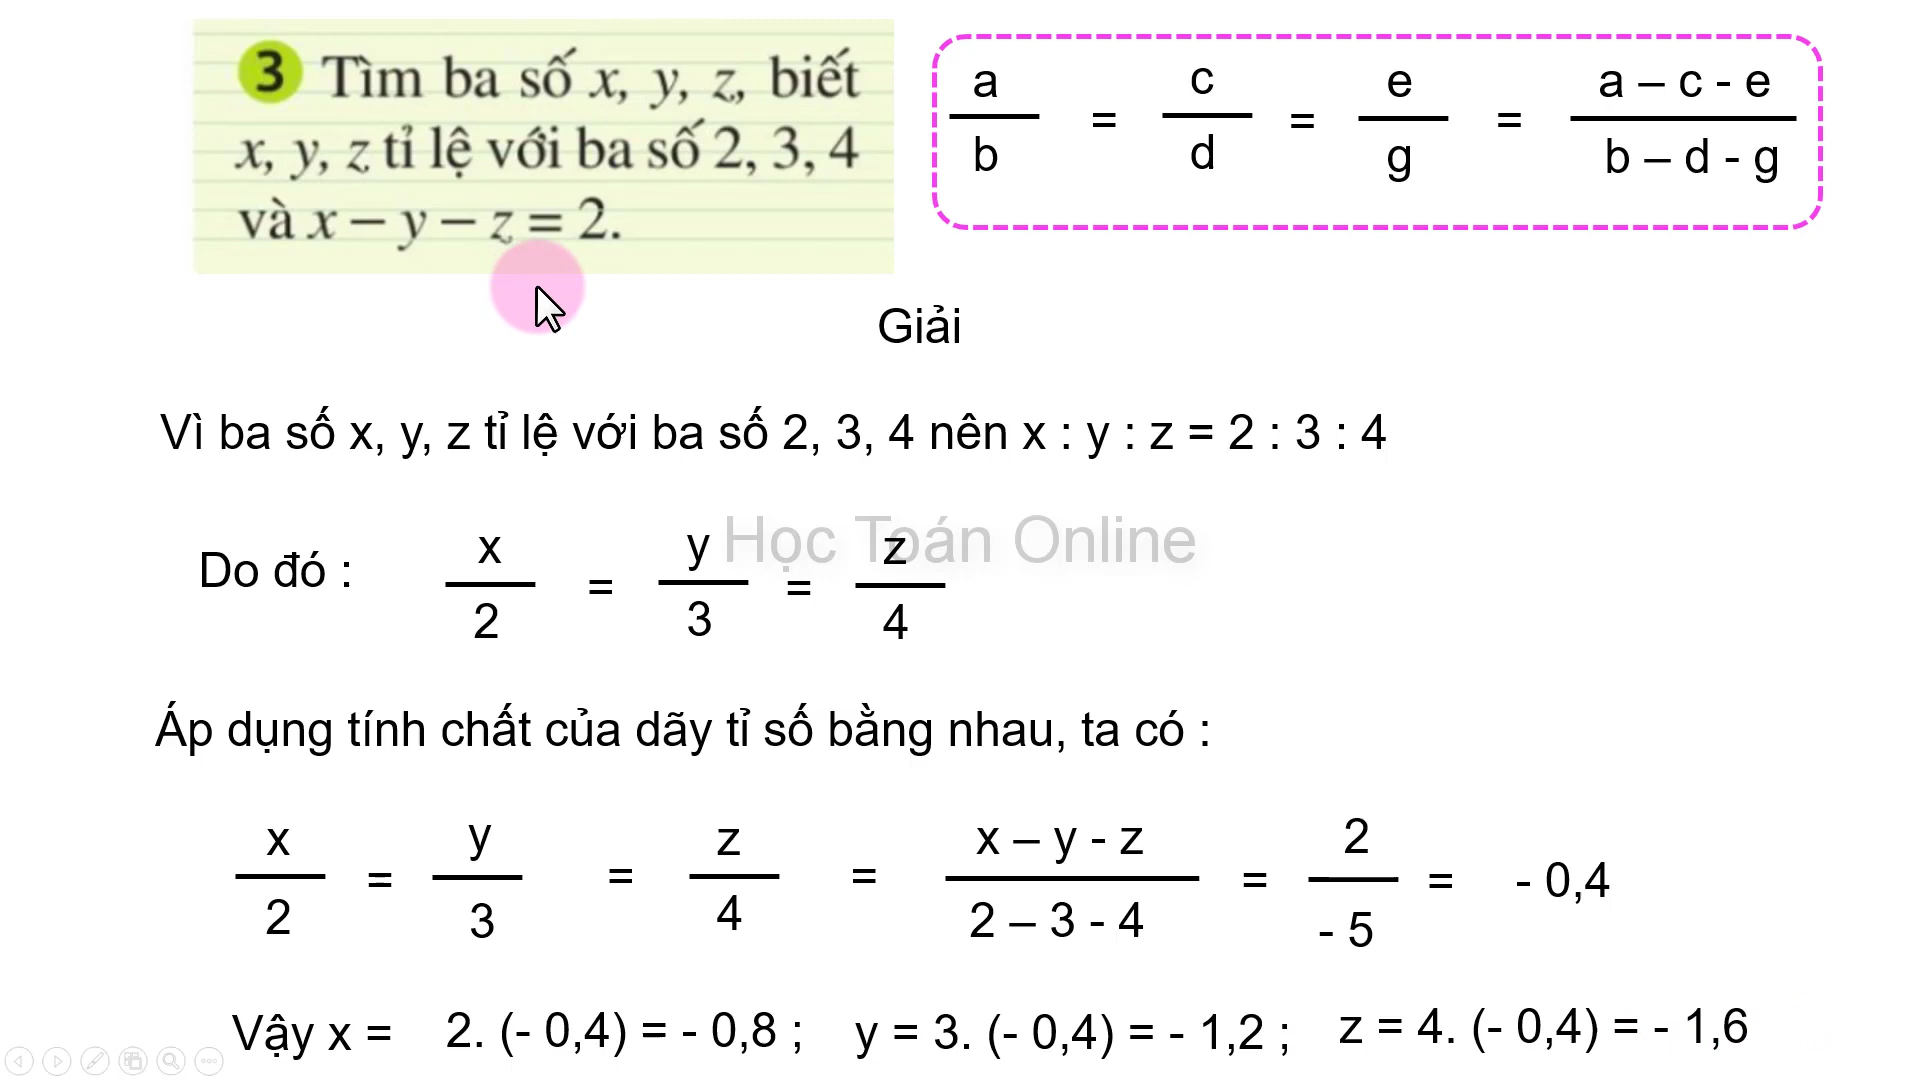 3 Tìm ba số x, y, z, biết
x, y, z tỉ lệ với ba số 2, 3, 4
và x – y – z = 2.
a/b = c/d = e/g = (a – c - e)/(b – d - g)
Giải
Vì ba số x, y, z tỉ lệ với ba số 2, 3, 4 nên x : y : z = 2 : 3 : 4
Học Toán Online
Do đó : x/2 = y/3 = z/4
Áp dụng tính chất của dãy tỉ số bằng nhau, ta có :
x/2 = y/3 = z/4 = (x – y - z)/(2 – 3 - 4) = 2/- 5 = - 0,4
Vậy x = 2. (- 0,4) = - 0,8 ; y = 3. (- 0,4) = - 1,2 ; z = 4. (- 0,4) = - 1,6